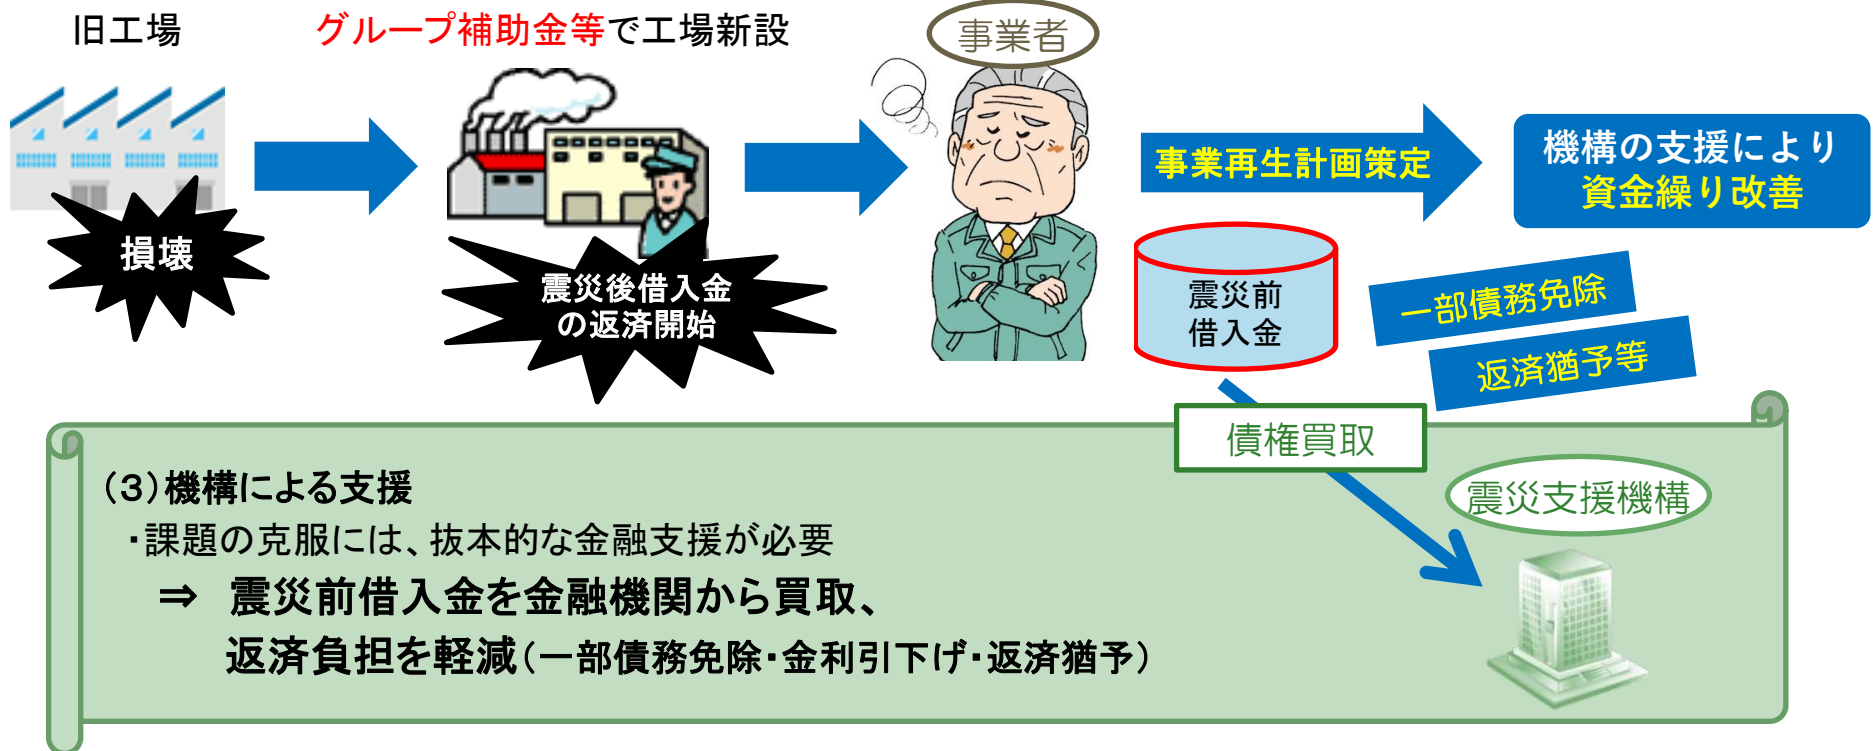 旧工場
グループ補助金等で工場新設
事業者
損壊
震災後借入金
の返済開始
事業再生計画策定
機構の支援により
資金繰り改善
震災前
借入金
一部債務免除
返済猶予等
債権買取
震災支援機構
(3)機構による支援
・課題の克服には、抜本的な金融支援が必要
⇒ 震災前借入金を金融機関から買取、
返済負担を軽減(一部債務免除・金利引下げ・返済猶予)